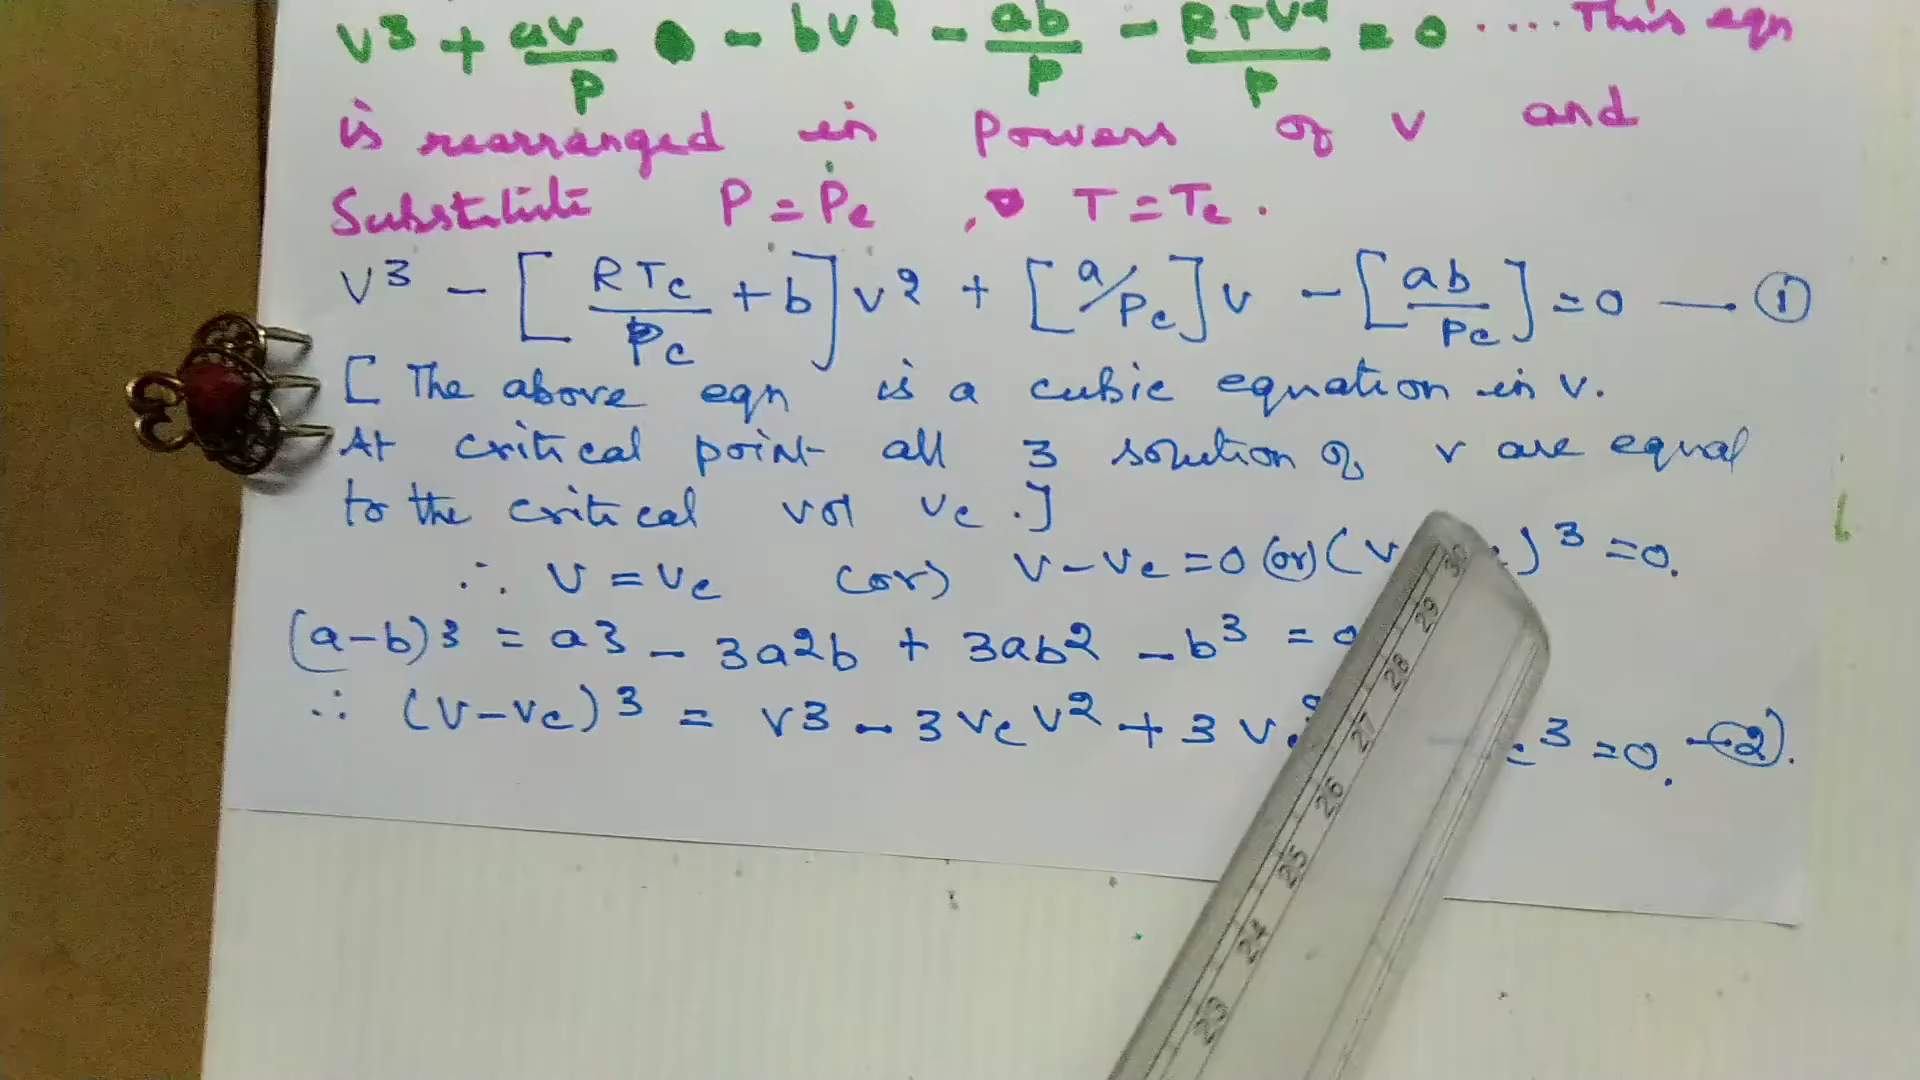 V³ + av/P - bv² - ab/P - RTV²/P = 0 .... This eqn
is rearranged in Powers of V and
Substitute P = Pc , T = Tc .
V³ - [RTc/Pc + b] V² + [a/Pc] V - [ab/Pc] = 0 — ①
[ The above eqn is a cubic equation in V.
At critical point all 3 solution of V are equal
to the critical vol Vc .]
∴ V = Vc (or) V - Vc = 0 (or) (V )³ = 0.
(a-b)3 = a3 - 3a2b + 3ab2 - b3 =
∴ (V-Vc)3 = V3 - 3VcV2 + 3V 3 = 0. -(2).
30
29
28
27
26
25
24
23